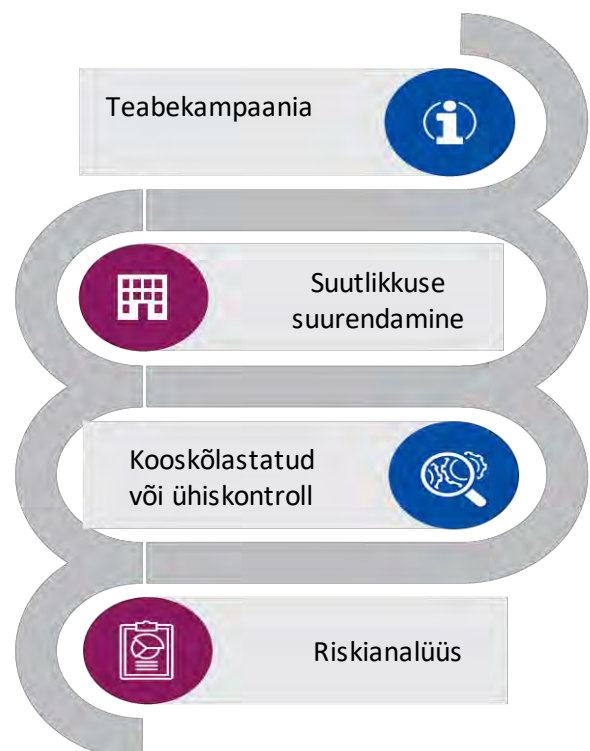 Teabekampaania
Suutlikkuse
suurendamine
Kooskõlastatud
või ühiskontroll
Riskianalüüs